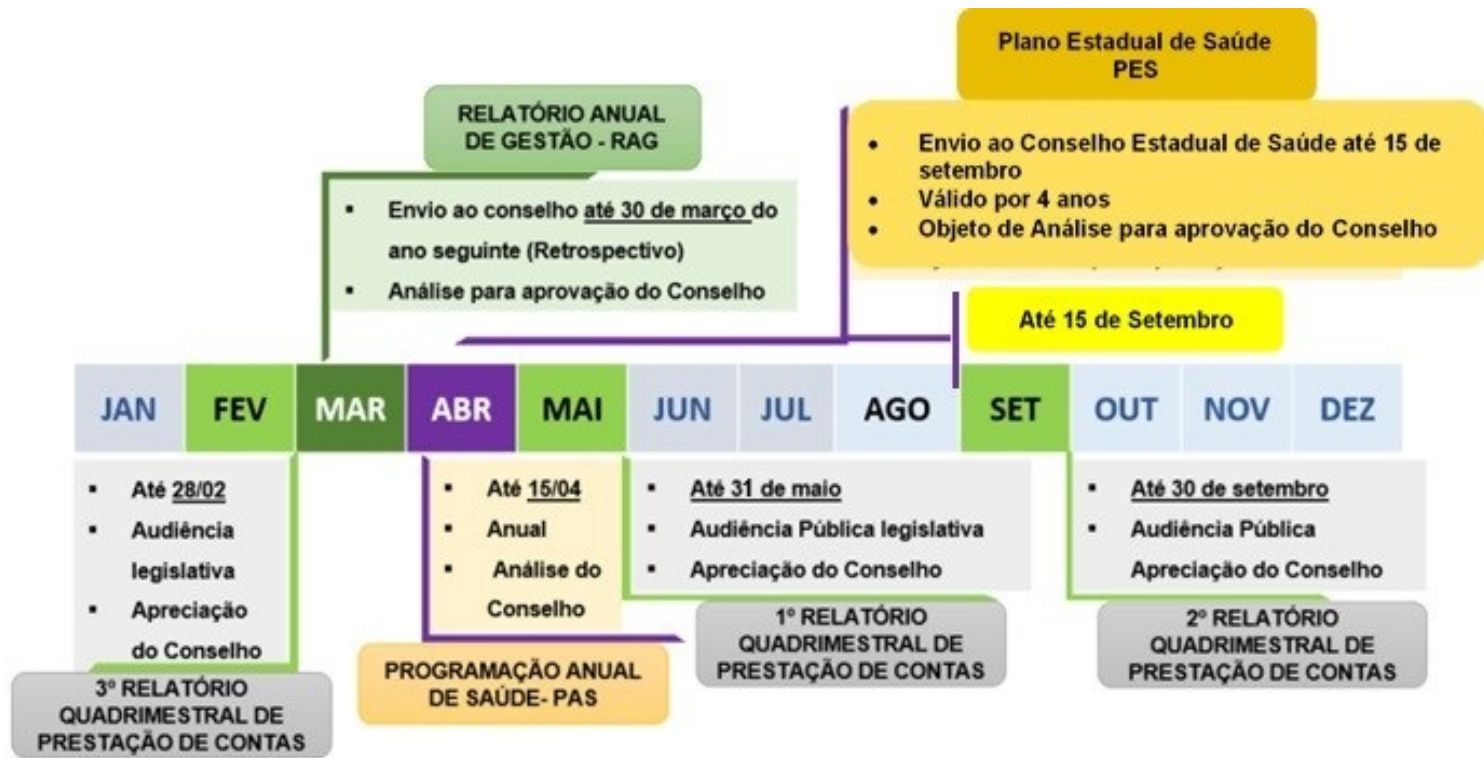 Plano Estadual de Saúde
PES
RELATÓRIO ANUAL
DE GESTÃO - RAG
• Envio ao Conselho Estadual de Saúde até 15 de
setembro
• Válido por 4 anos
• Objeto de Análise para aprovação do Conselho
▪ Envio ao conselho até 30 de março do
ano seguinte (Retrospectivo)
▪ Análise para aprovação do Conselho
Até 15 de Setembro
JAN FEV MAR ABR MAI JUN JUL AGO SET OUT NOV DEZ
▪ Até 28/02
▪ Audiência
legislativa
▪ Apreciação
do Conselho
▪ Até 15/04
▪ Anual
▪ Análise do
Conselho
▪ Até 31 de maio
▪ Audiência Pública legislativa
▪ Apreciação do Conselho
▪ Até 30 de setembro
▪ Audiência Pública
Apreciação do Conselho
3º RELATÓRIO
QUADRIMESTRAL DE
PRESTAÇÃO DE CONTAS
PROGRAMAÇÃO ANUAL
DE SAÚDE- PAS
1º RELATÓRIO
QUADRIMESTRAL DE
PRESTAÇÃO DE CONTAS
2º RELATÓRIO
QUADRIMESTRAL DE
PRESTAÇÃO DE CONTAS